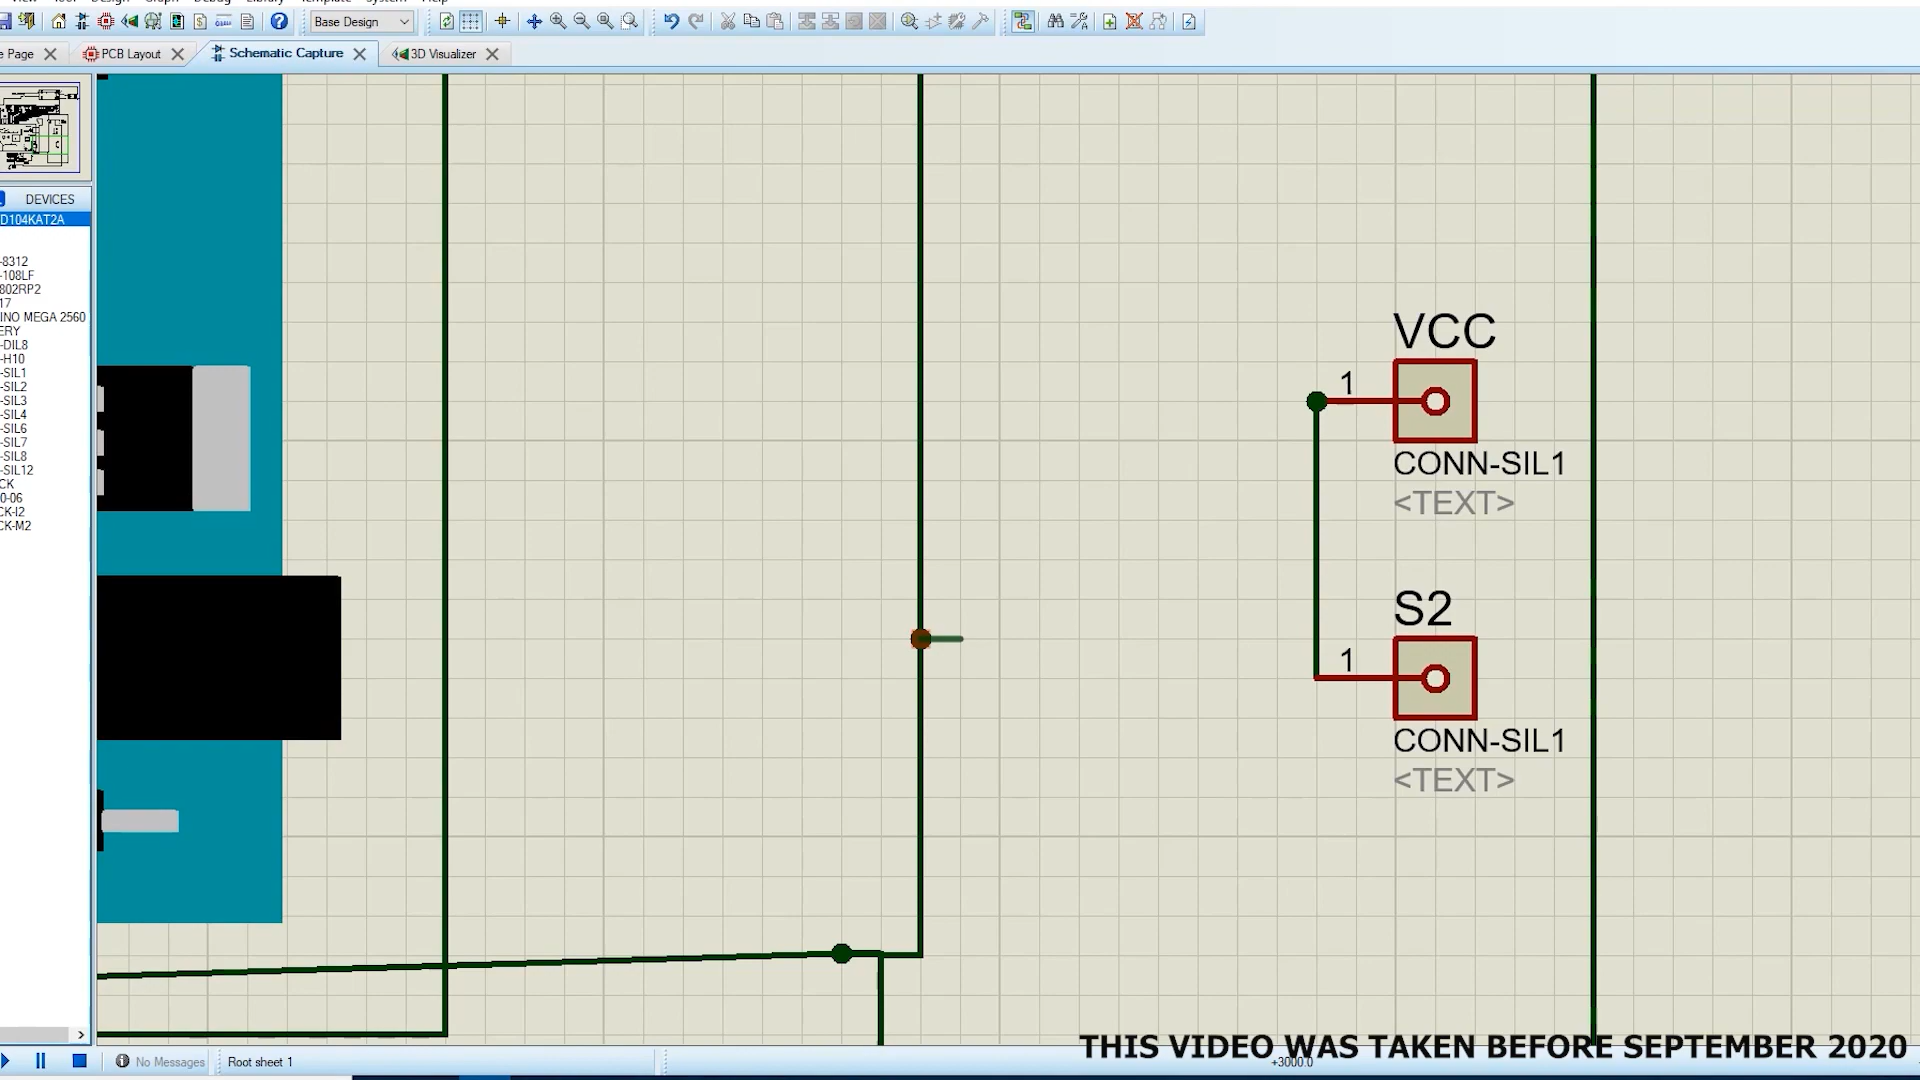 Base Design
e Page
PCB Layout
Schematic Capture
3D Visualizer
DEVICES
D104KAT2A
-8312
-108LF
802RP2
17
INO MEGA 2560
ERY
-DIL8
-H10
-SIL1
-SIL2
-SIL3
-SIL4
-SIL6
-SIL7
-SIL8
-SIL12
CK
0-06
CK-I2
CK-M2
VCC
1
CONN-SIL1
<TEXT>
S2
1
CONN-SIL1
<TEXT>
THIS VIDEO WAS TAKEN BEFORE SEPTEMBER 2020
No Messages
Root sheet 1
+3000.0